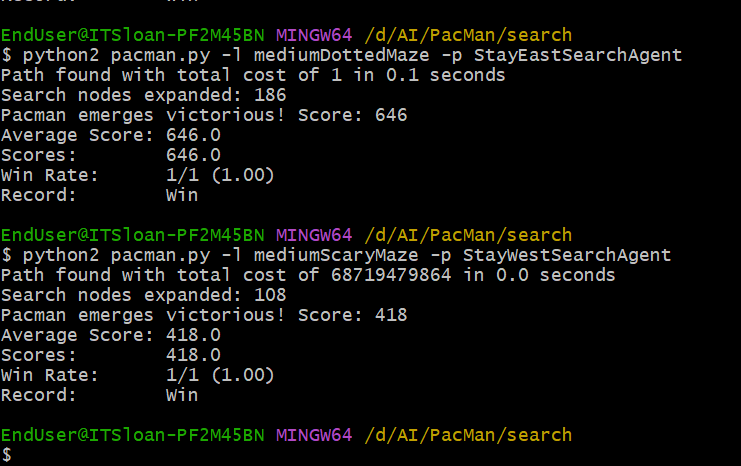 Record:        Win
EndUser@ITSloan-PF2M45BN MINGW64 /d/AI/PacMan/search
$ python2 pacman.py -l mediumDottedMaze -p StayEastSearchAgent
Path found with total cost of 1 in 0.1 seconds
Search nodes expanded: 186
Pacman emerges victorious! Score: 646
Average Score: 646.0
Scores:        646.0
Win Rate:      1/1 (1.00)
Record:        Win
EndUser@ITSloan-PF2M45BN MINGW64 /d/AI/PacMan/search
$ python2 pacman.py -l mediumScaryMaze -p StayWestSearchAgent
Path found with total cost of 68719479864 in 0.0 seconds
Search nodes expanded: 108
Pacman emerges victorious! Score: 418
Average Score: 418.0
Scores:        418.0
Win Rate:      1/1 (1.00)
Record:        Win
EndUser@ITSloan-PF2M45BN MINGW64 /d/AI/PacMan/search
$